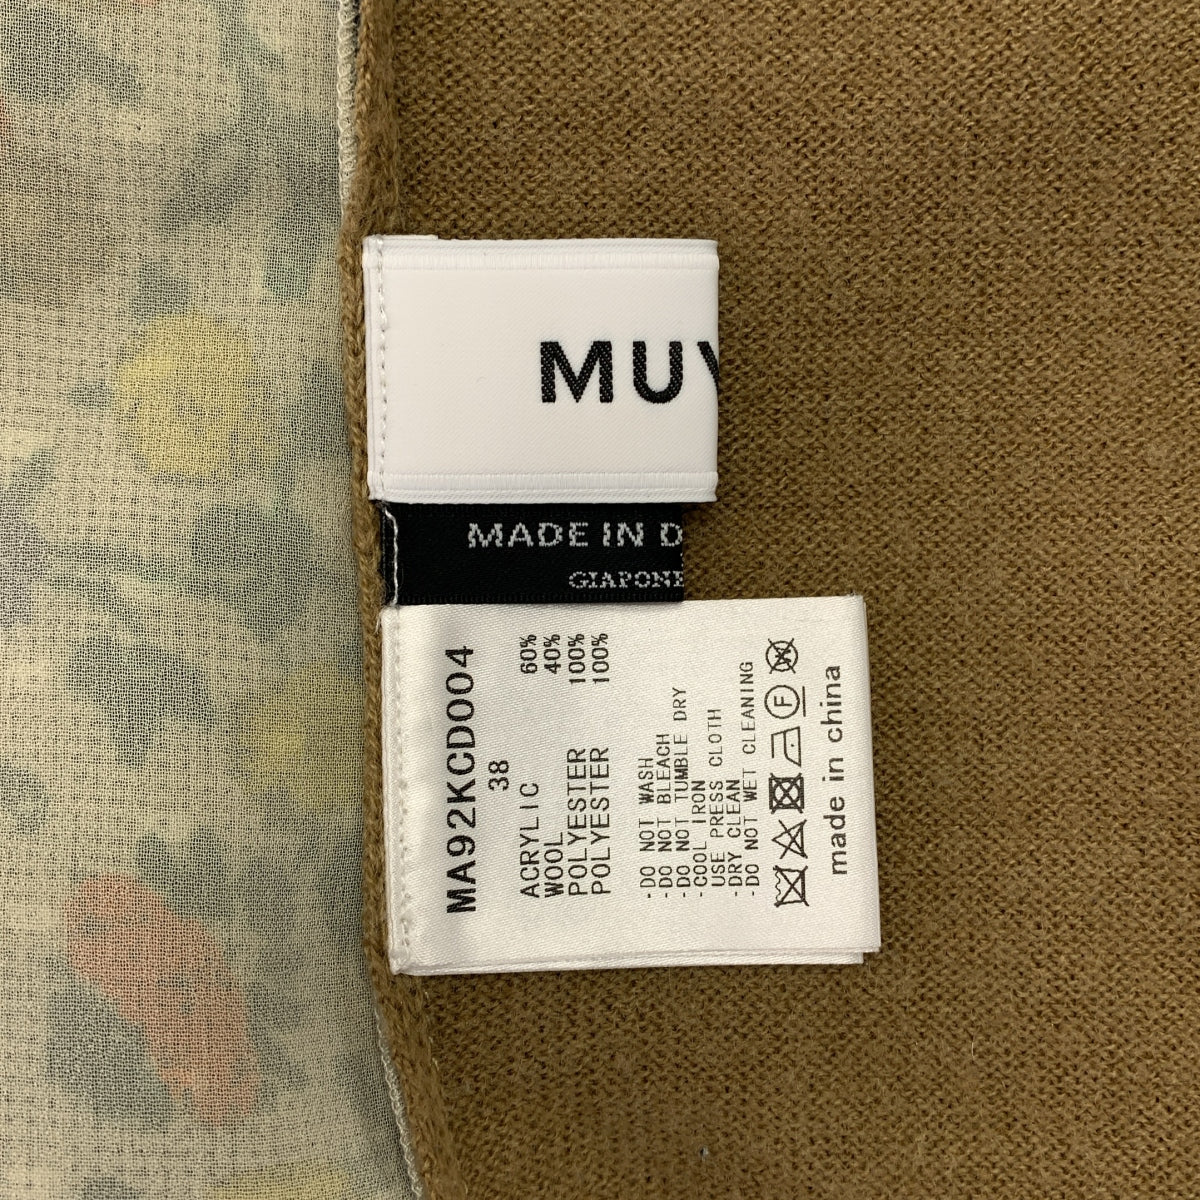 MUV
MADE IN D
GIAPONE
MA92KCD004
38
ACRYLIC 60%
WOOL 40%
POLYESTER 100%
POLYESTER 100%
-DO NOT WASH
-DO NOT BLEACH
-DO NOT TUMBLE DRY
-COOL IRON
USE PRESS CLOTH
-DRY CLEAN
-DO NOT WET CLEANING
F W
made in china